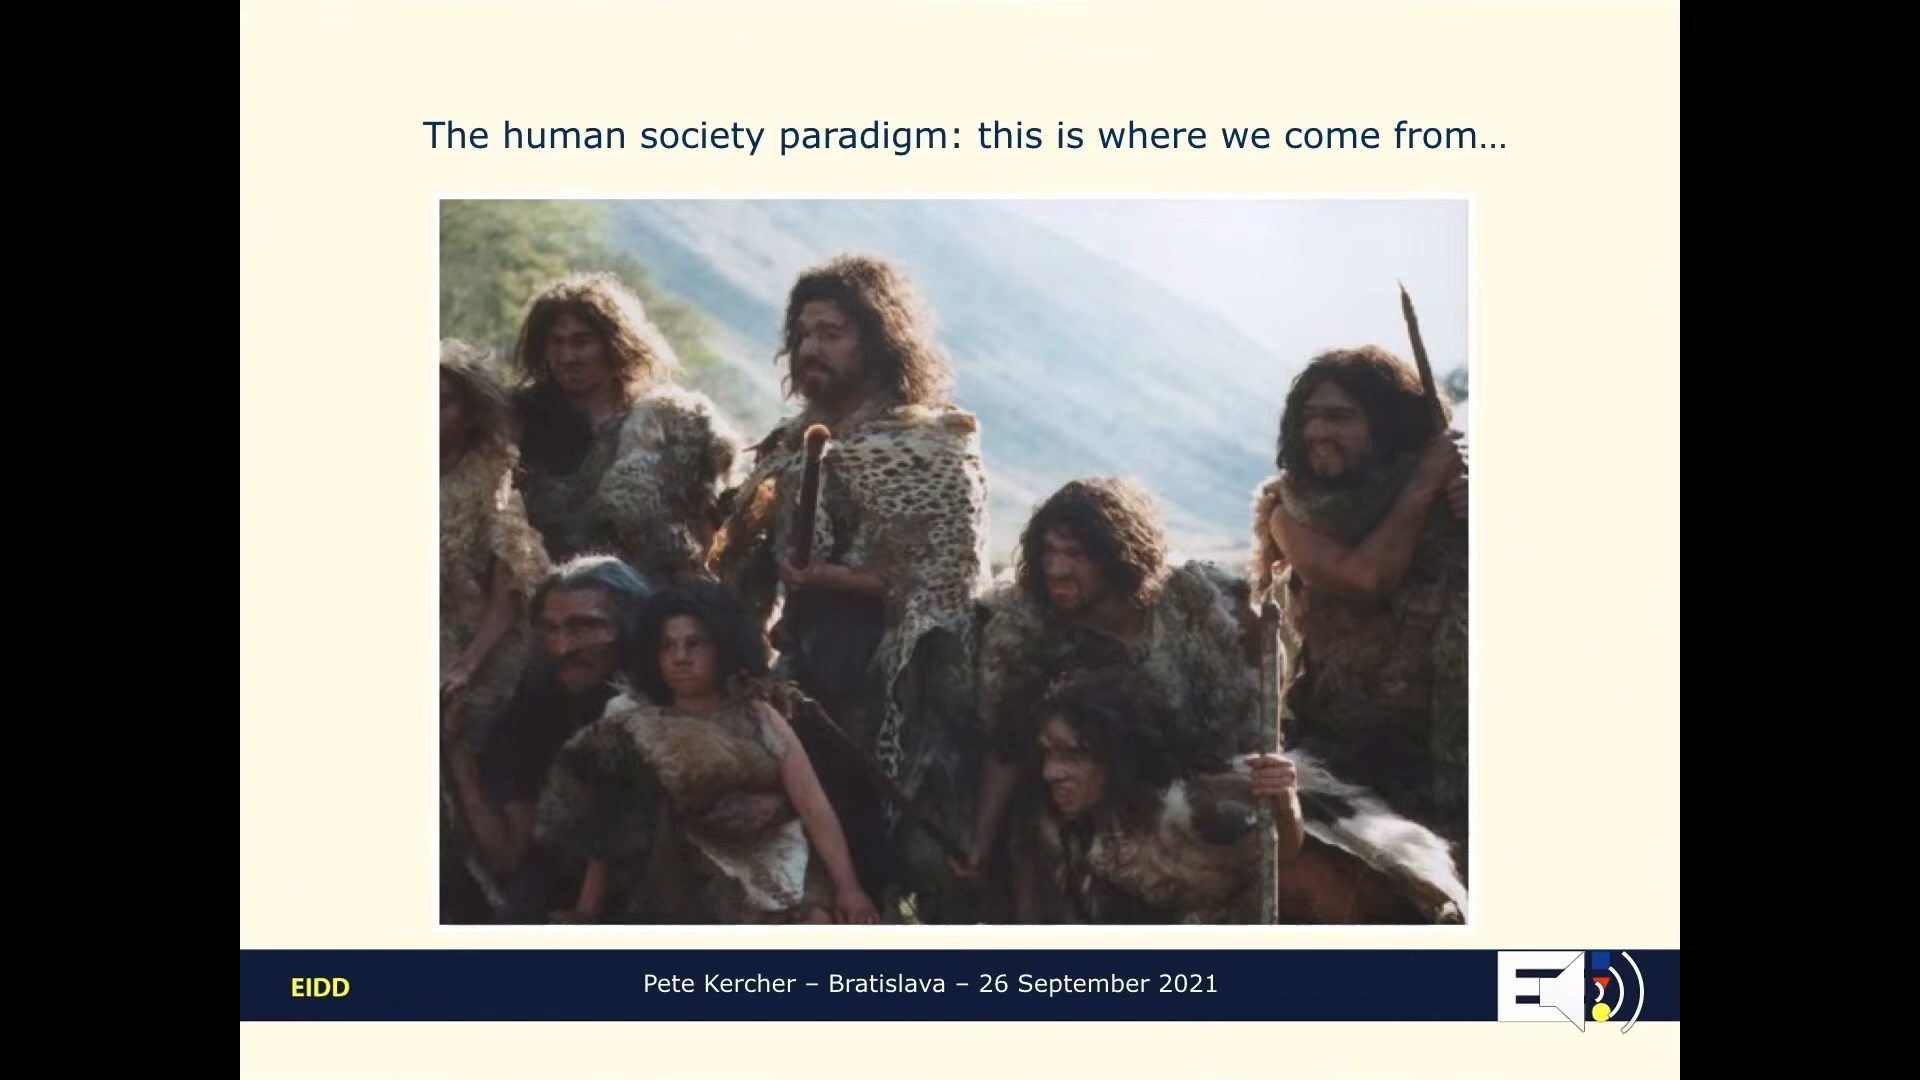 The human society paradigm: this is where we come from…
EIDD
Pete Kercher – Bratislava – 26 September 2021